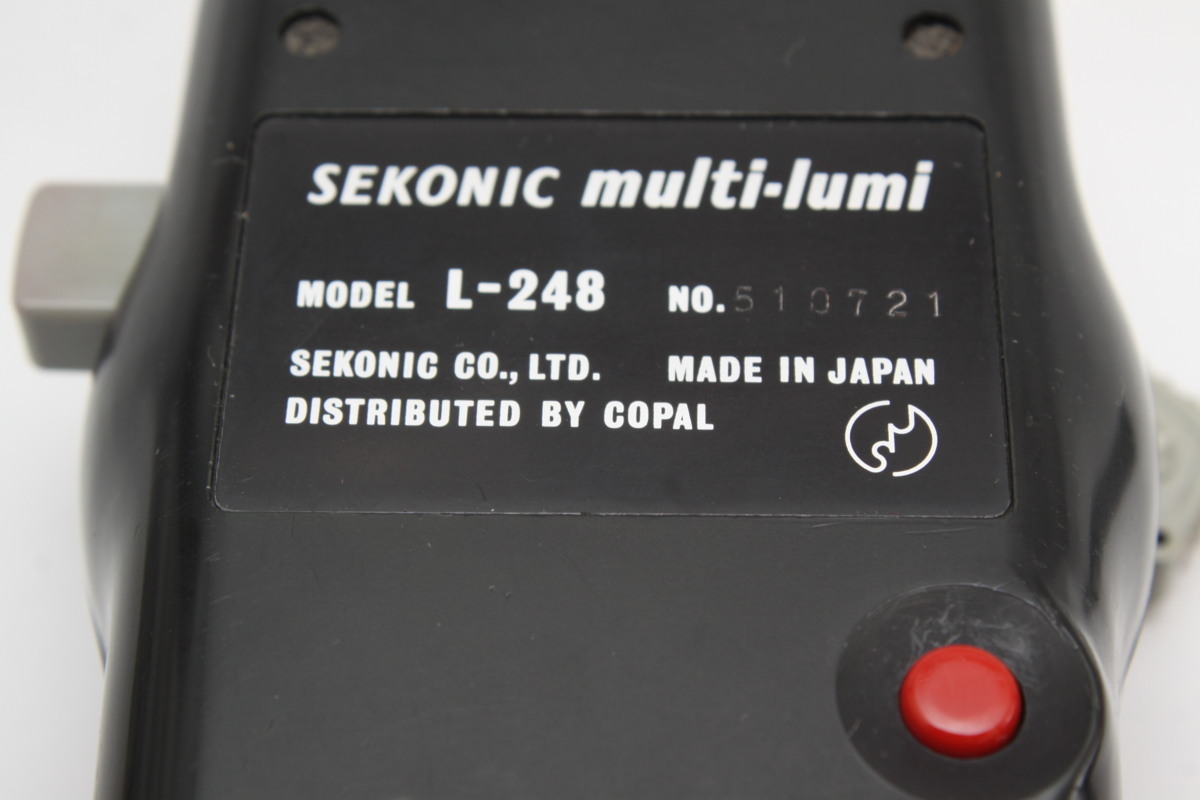 SEKONIC multi-lumi
MODEL L-248 NO. 510721
SEKONIC CO., LTD. MADE IN JAPAN
DISTRIBUTED BY COPAL